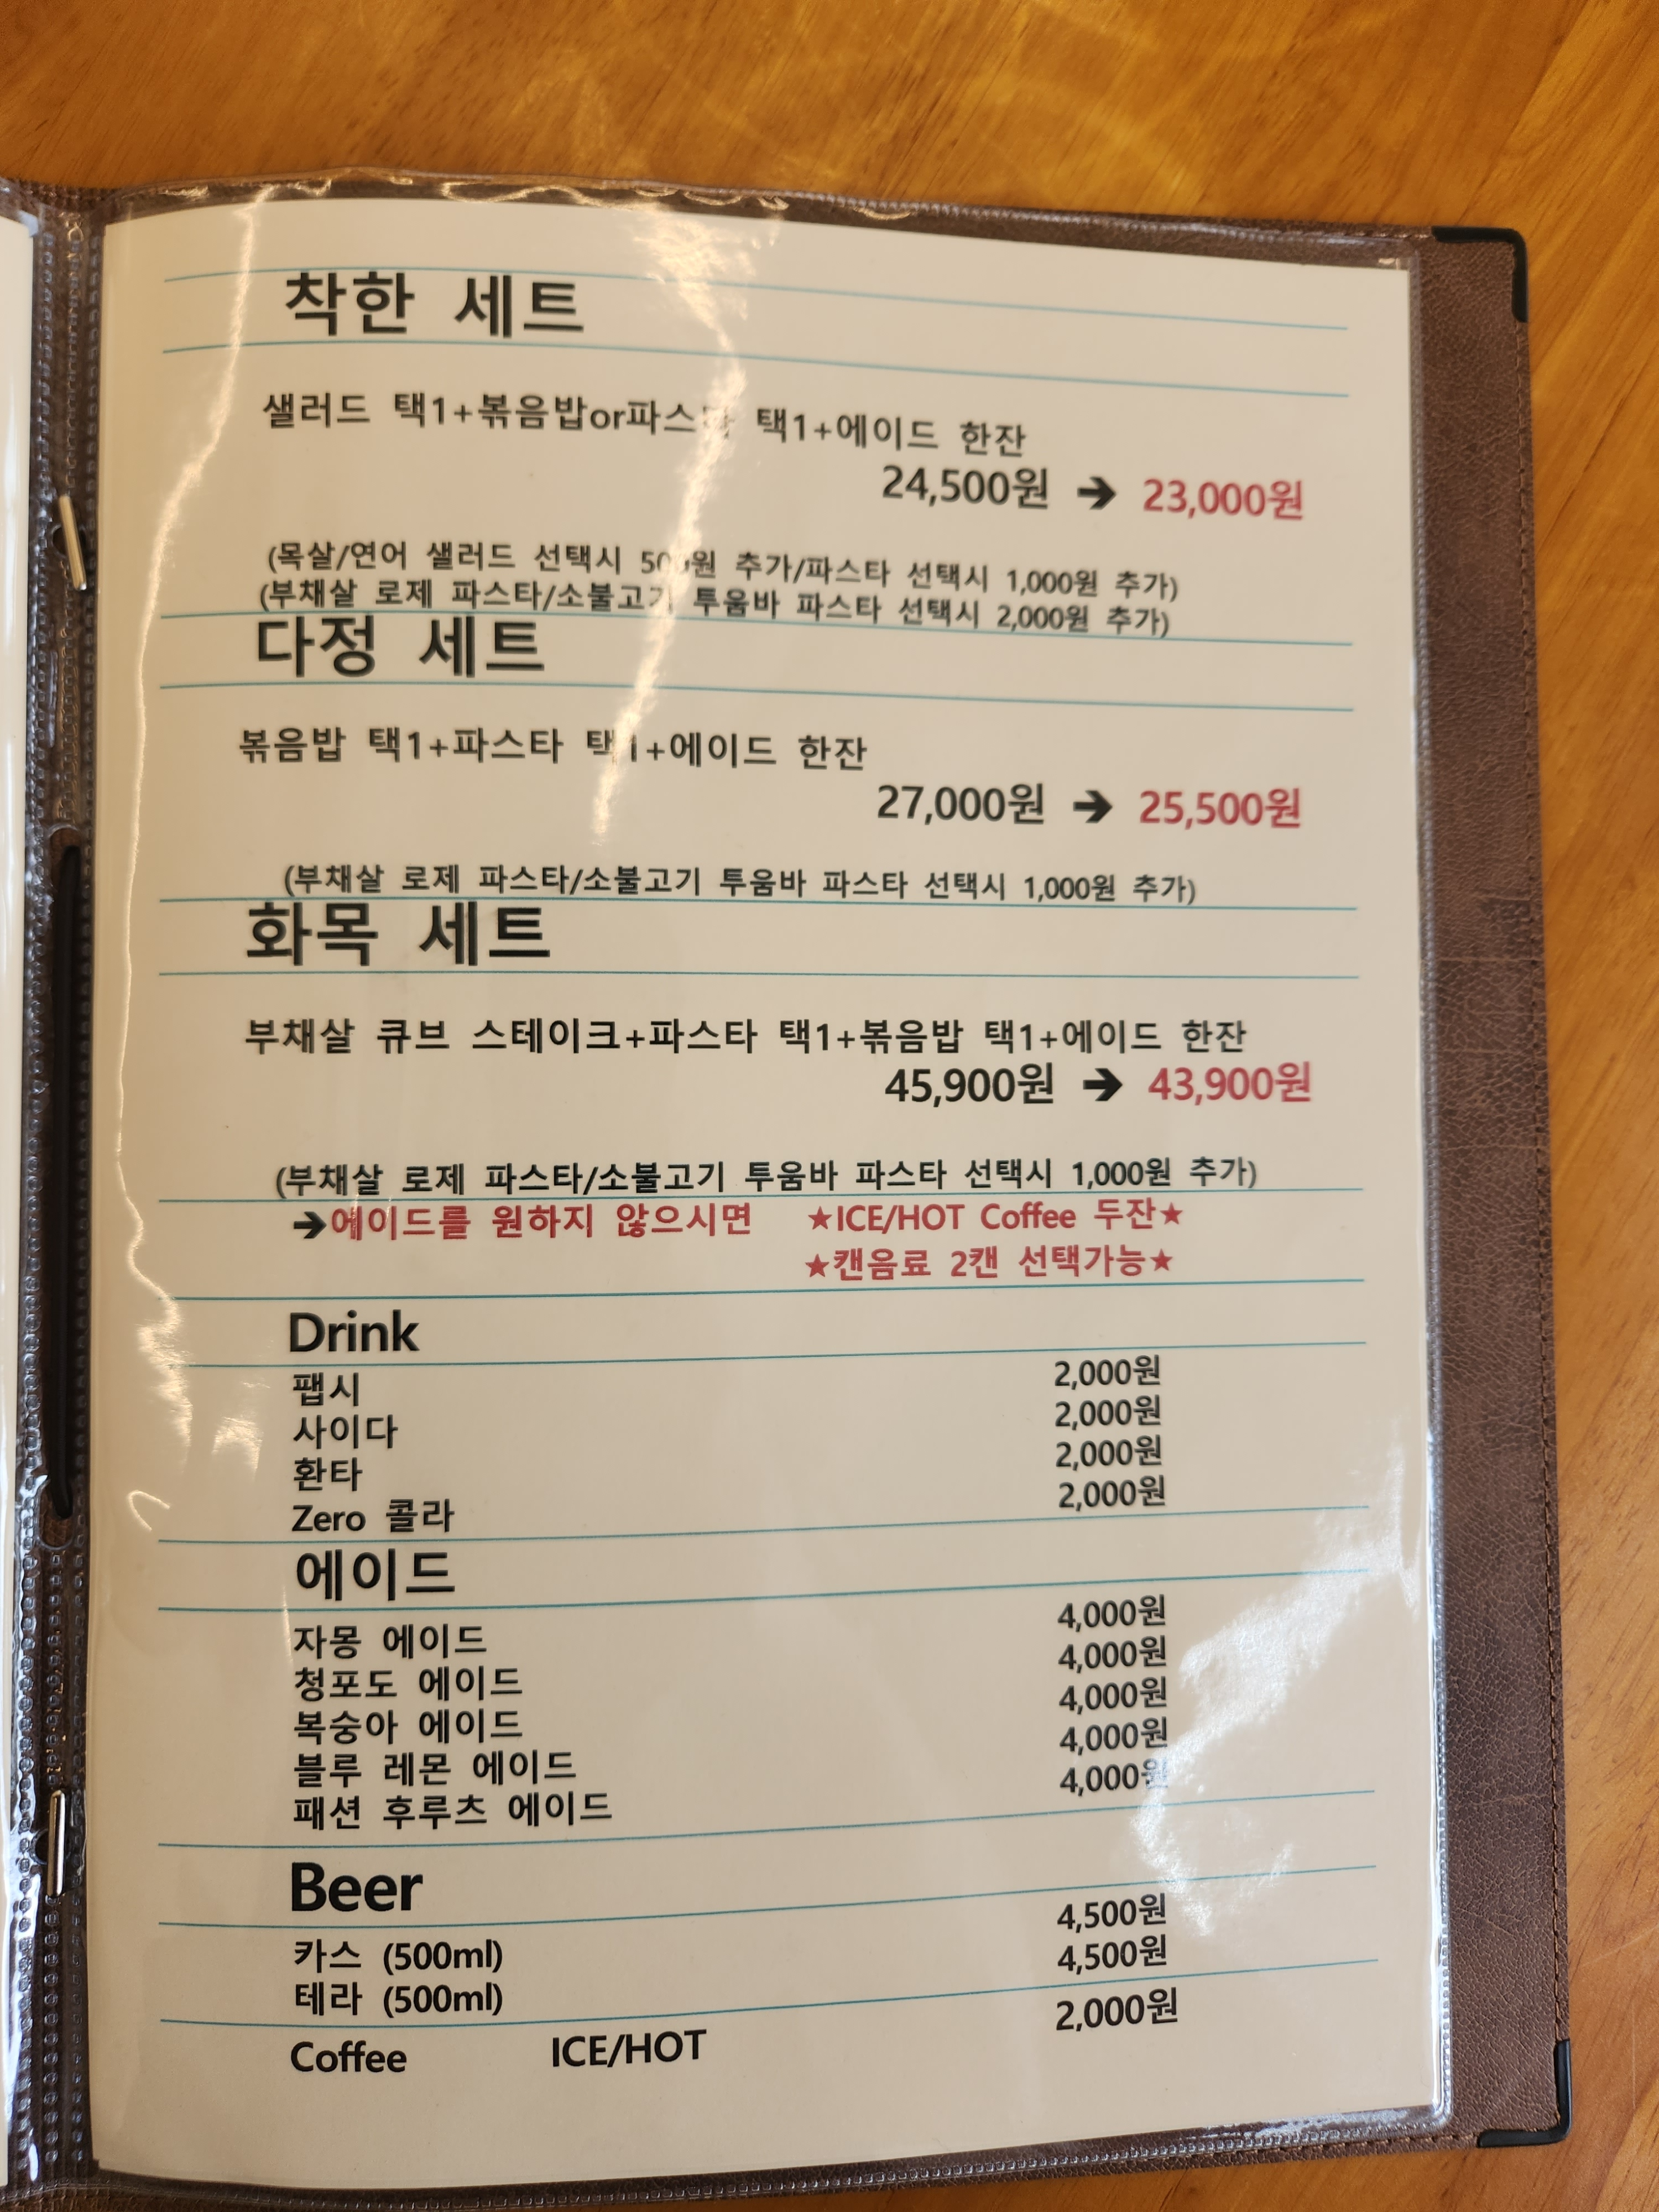 착한 세트
샐러드 택1+볶음밥or파스타 택1+에이드 한잔
24,500원 ➔ 23,000원
(목살/연어 샐러드 선택시 500원 추가/파스타 선택시 1,000원 추가)
(부채살 로제 파스타/소불고기 투움바 파스타 선택시 2,000원 추가)
다정 세트
볶음밥 택1+파스타 택1+에이드 한잔
27,000원 ➔ 25,500원
(부채살 로제 파스타/소불고기 투움바 파스타 선택시 1,000원 추가)
화목 세트
부채살 큐브 스테이크+파스타 택1+볶음밥 택1+에이드 한잔
45,900원 ➔ 43,900원
(부채살 로제 파스타/소불고기 투움바 파스타 선택시 1,000원 추가)
➔에이드를 원하지 않으시면 ★ICE/HOT Coffee 두잔★
★캔음료 2캔 선택가능★
Drink
팹시 2,000원
사이다 2,000원
환타 2,000원
Zero 콜라 2,000원
에이드
자몽 에이드 4,000원
청포도 에이드 4,000원
복숭아 에이드 4,000원
블루 레몬 에이드 4,000원
패션 후루츠 에이드 4,000원
Beer
카스 (500ml) 4,500원
테라 (500ml) 4,500원
Coffee ICE/HOT 2,000원